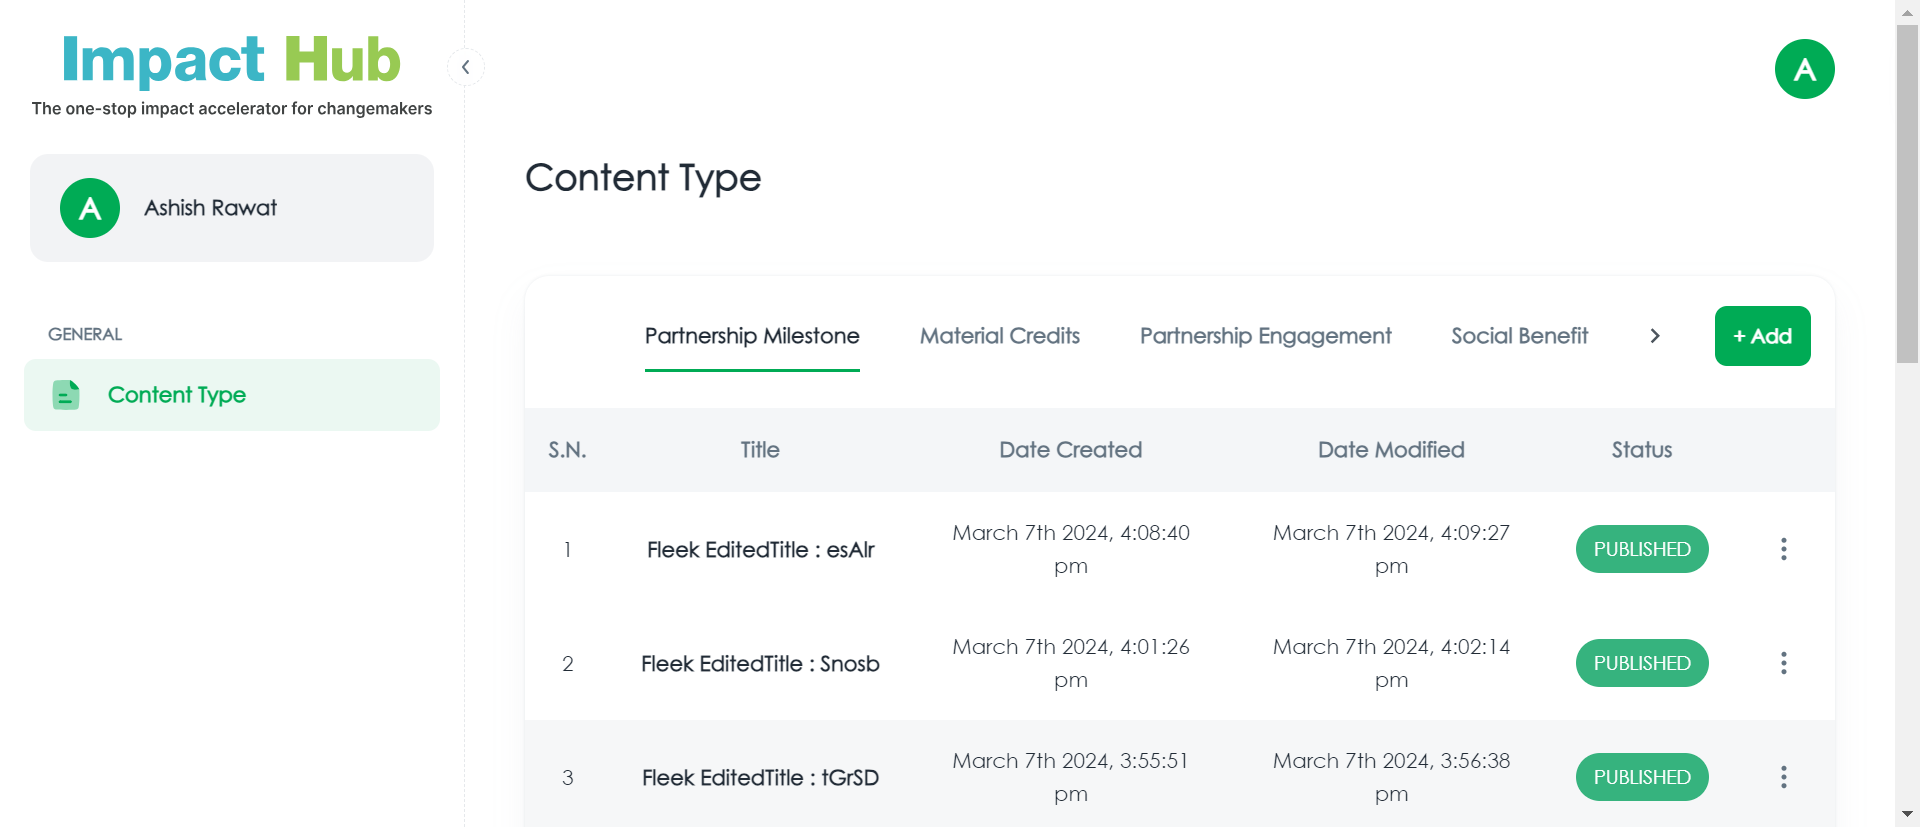 Impact Hub
The one-stop impact accelerator for changemakers
A
Ashish Rawat
GENERAL
Content Type
A
Content Type
Partnership Milestone
Material Credits
Partnership Engagement
Social Benefit
+ Add
S.N.
Title
Date Created
Date Modified
Status
1
Fleek EditedTitle : esAlr
March 7th 2024, 4:08:40
pm
March 7th 2024, 4:09:27
pm
PUBLISHED
2
Fleek EditedTitle : Snosb
March 7th 2024, 4:01:26
pm
March 7th 2024, 4:02:14
pm
PUBLISHED
3
Fleek EditedTitle : tGrSD
March 7th 2024, 3:55:51
pm
March 7th 2024, 3:56:38
pm
PUBLISHED